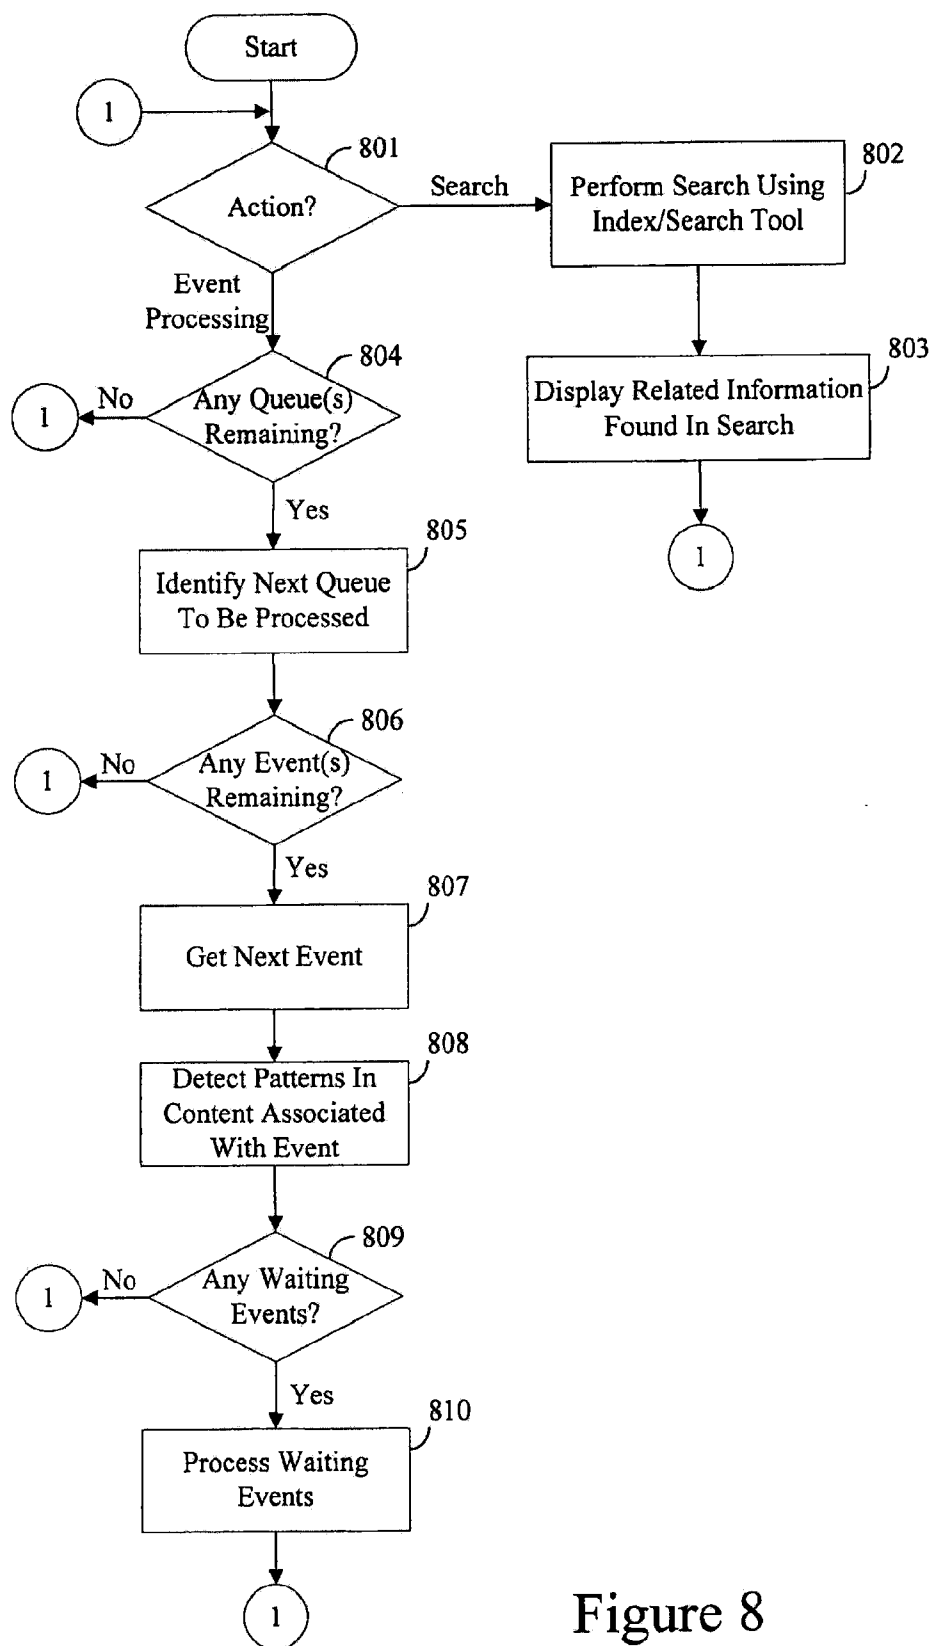 Start
1
801
Action?
Search
802
Perform Search Using
Index/Search Tool
Event
Processing
803
Display Related Information
Found In Search
1
804
Any Queue(s)
Remaining?
No
1
Yes
805
Identify Next Queue
To Be Processed
806
Any Event(s)
Remaining?
No
1
Yes
807
Get Next Event
808
Detect Patterns In
Content Associated
With Event
809
Any Waiting
Events?
No
1
Yes
810
Process Waiting
Events
1
Figure 8